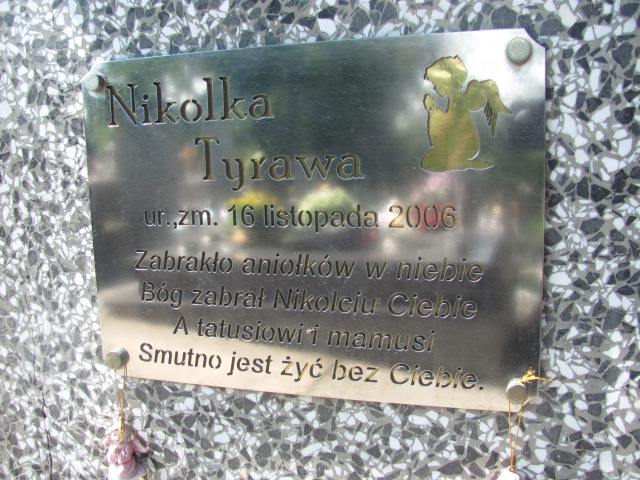 Nikolka
Tyrawa
ur.,zm. 16 listopada 2006
Zabrakło aniołków w niebie
Bóg zabrał Nikolciu Ciebie
A tatusiowi i mamusi
Smutno jest żyć bez Ciebie.